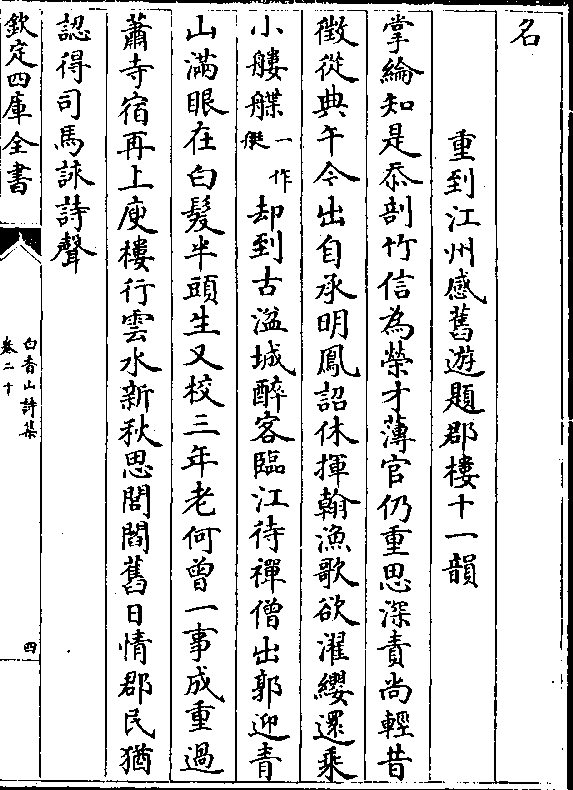 名
重到江州感舊遊題郡樓十一韻
掌綸知是忝剖竹信為榮才薄官仍重恩深責尚輕昔
徵從典午今出自承明鳳詔休揮翰漁歌欲濯纓還乘
小艛艓一作艇却到古湓城醉客臨江待禪僧出郭迎青
山滿眼在白髮半頭生又校三年老何曾一事成重過
蕭寺宿再上庾樓行雲水新秋思閭閻舊日情郡民猶
認得司馬詠詩聲
欽定四庫全書
白香山詩集
卷二十
四